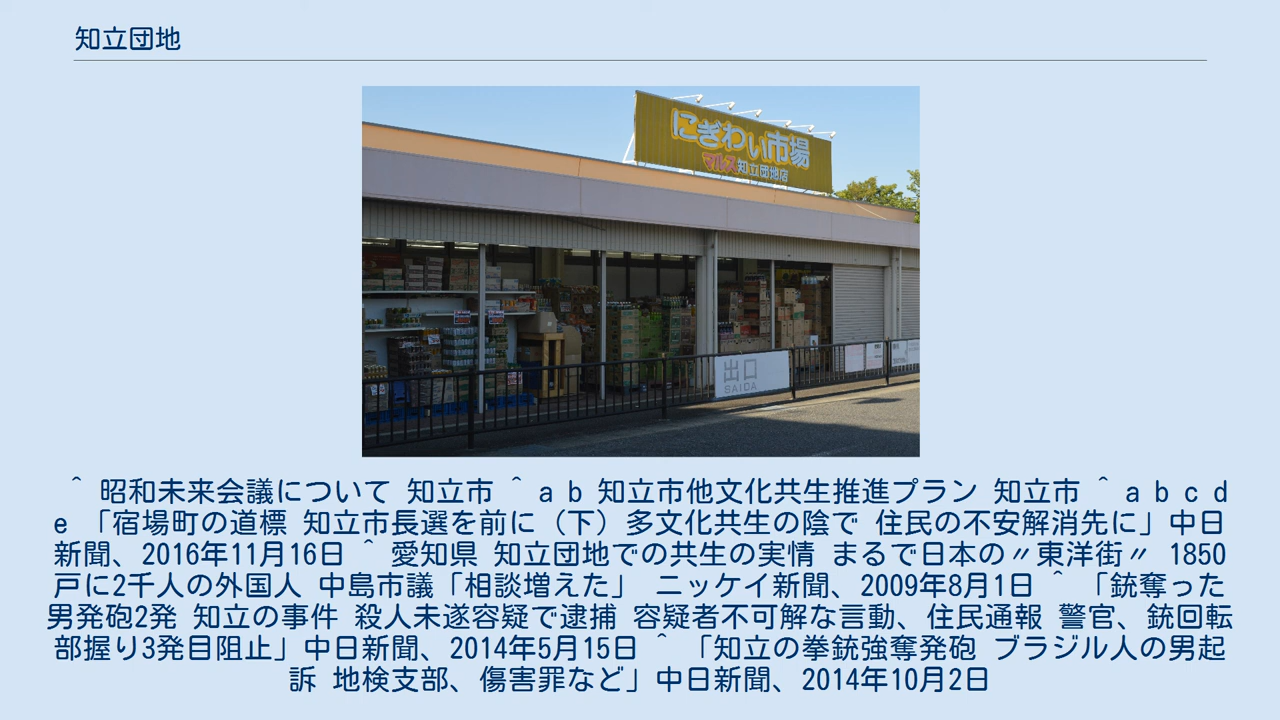 知立団地
にぎわい市場
マルス知立団地店
出口
SAIDA
^ 昭和未来会議について 知立市 ^ a b 知立市他文化共生推進プラン 知立市 ^ a b c d
e 「宿場町の道標 知立市長選を前に（下）多文化共生の陰で 住民の不安解消先に」中日
新聞、2016年11月16日 ^ 愛知県 知立団地での共生の実情 まるで日本の〃東洋街〃 1850
戸に2千人の外国人 中島市議「相談増えた」 ニッケイ新聞、2009年8月1日 ^ 「銃奪った
男発砲2発 知立の事件 殺人未遂容疑で逮捕 容疑者不可解な言動、住民通報 警官、銃回転
部握り3発目阻止」中日新聞、2014年5月15日 ^ 「知立の拳銃強奪発砲 ブラジル人の男起
訴 地検支部、傷害罪など」中日新聞、2014年10月2日